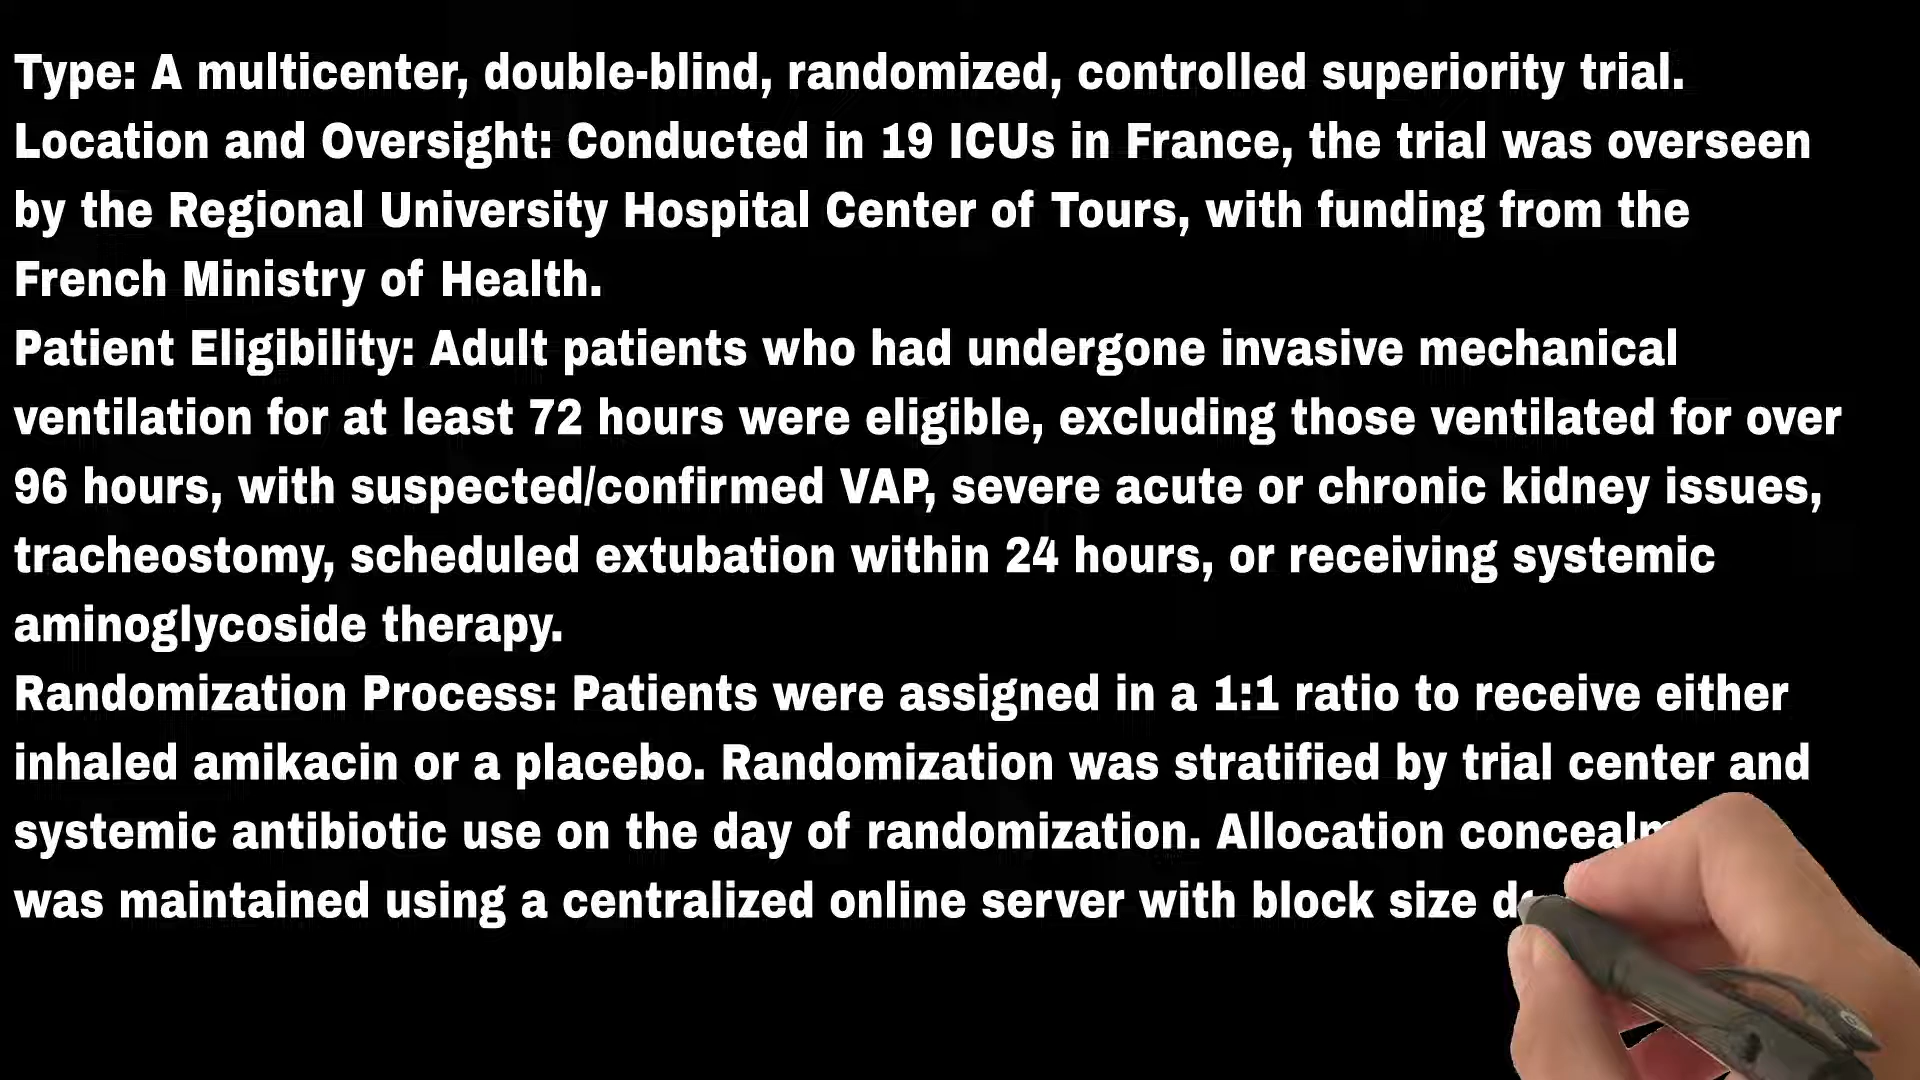 Type: A multicenter, double-blind, randomized, controlled superiority trial.
Location and Oversight: Conducted in 19 ICUs in France, the trial was overseen
by the Regional University Hospital Center of Tours, with funding from the
French Ministry of Health.
Patient Eligibility: Adult patients who had undergone invasive mechanical
ventilation for at least 72 hours were eligible, excluding those ventilated for over
96 hours, with suspected/confirmed VAP, severe acute or chronic kidney issues,
tracheostomy, scheduled extubation within 24 hours, or receiving systemic
aminoglycoside therapy.
Randomization Process: Patients were assigned in a 1:1 ratio to receive either
inhaled amikacin or a placebo. Randomization was stratified by trial center and
systemic antibiotic use on the day of randomization. Allocation
was maintained using a centralized online server with block size